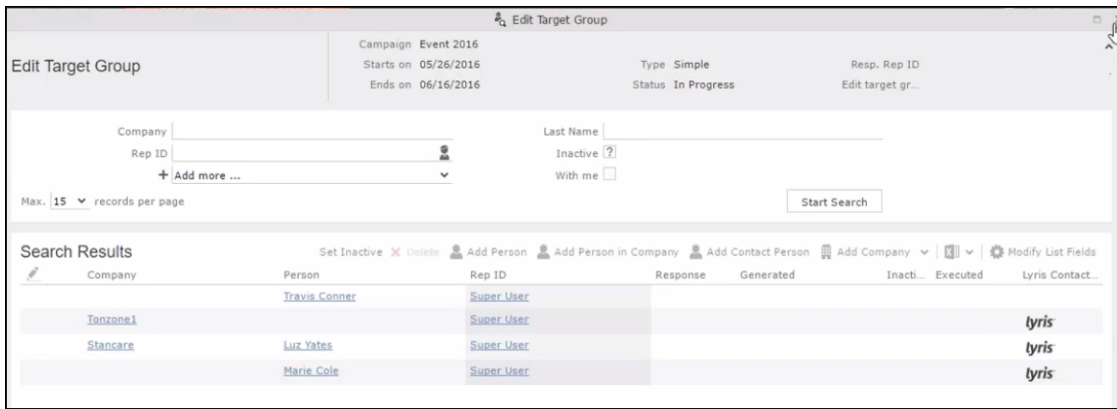 Edit Target Group
Edit Target Group
Campaign Event 2016
Starts on 05/26/2016 Type Simple Resp. Rep ID
Ends on 06/16/2016 Status In Progress Edit target gr...
Company Last Name
Rep ID Inactive ?
+ Add more ... With me
Max. 15 records per page Start Search
Search Results Set Inactive Delete Add Person Add Person in Company Add Contact Person Add Company Modify List Fields
Company Person Rep ID Response Generated Inacti... Executed Lyris Contact...
Travis Conner Super User
Tonzone1 Super User lyris
Stancare Luz Yates Super User lyris
Marie Cole Super User lyris